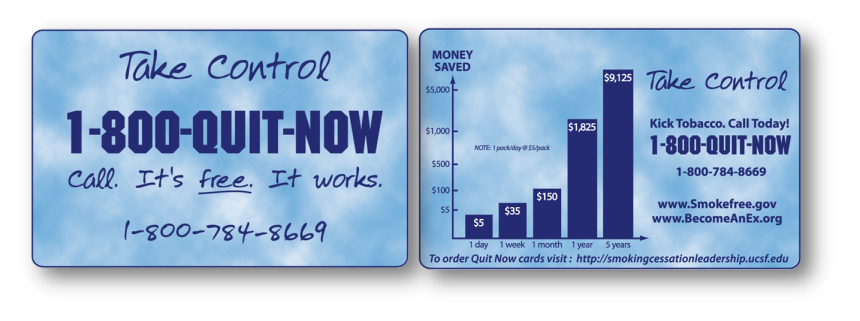 Take Control
1-800-QUIT-NOW
Call. It's free. It works.
1-800-784-8669
MONEY
SAVED
$5,000
$1,000
$500
$100
$5
NOTE: 1 pack/day @ $5/pack
$5
$35
$150
$1,825
$9,125
1 day
1 week
1 month
1 year
5 years
Take Control
Kick Tobacco. Call Today!
1-800-QUIT-NOW
1-800-784-8669
www.Smokefree.gov
www.BecomeAnEx.org
To order Quit Now cards visit : http://smokingcessationleadership.ucsf.edu